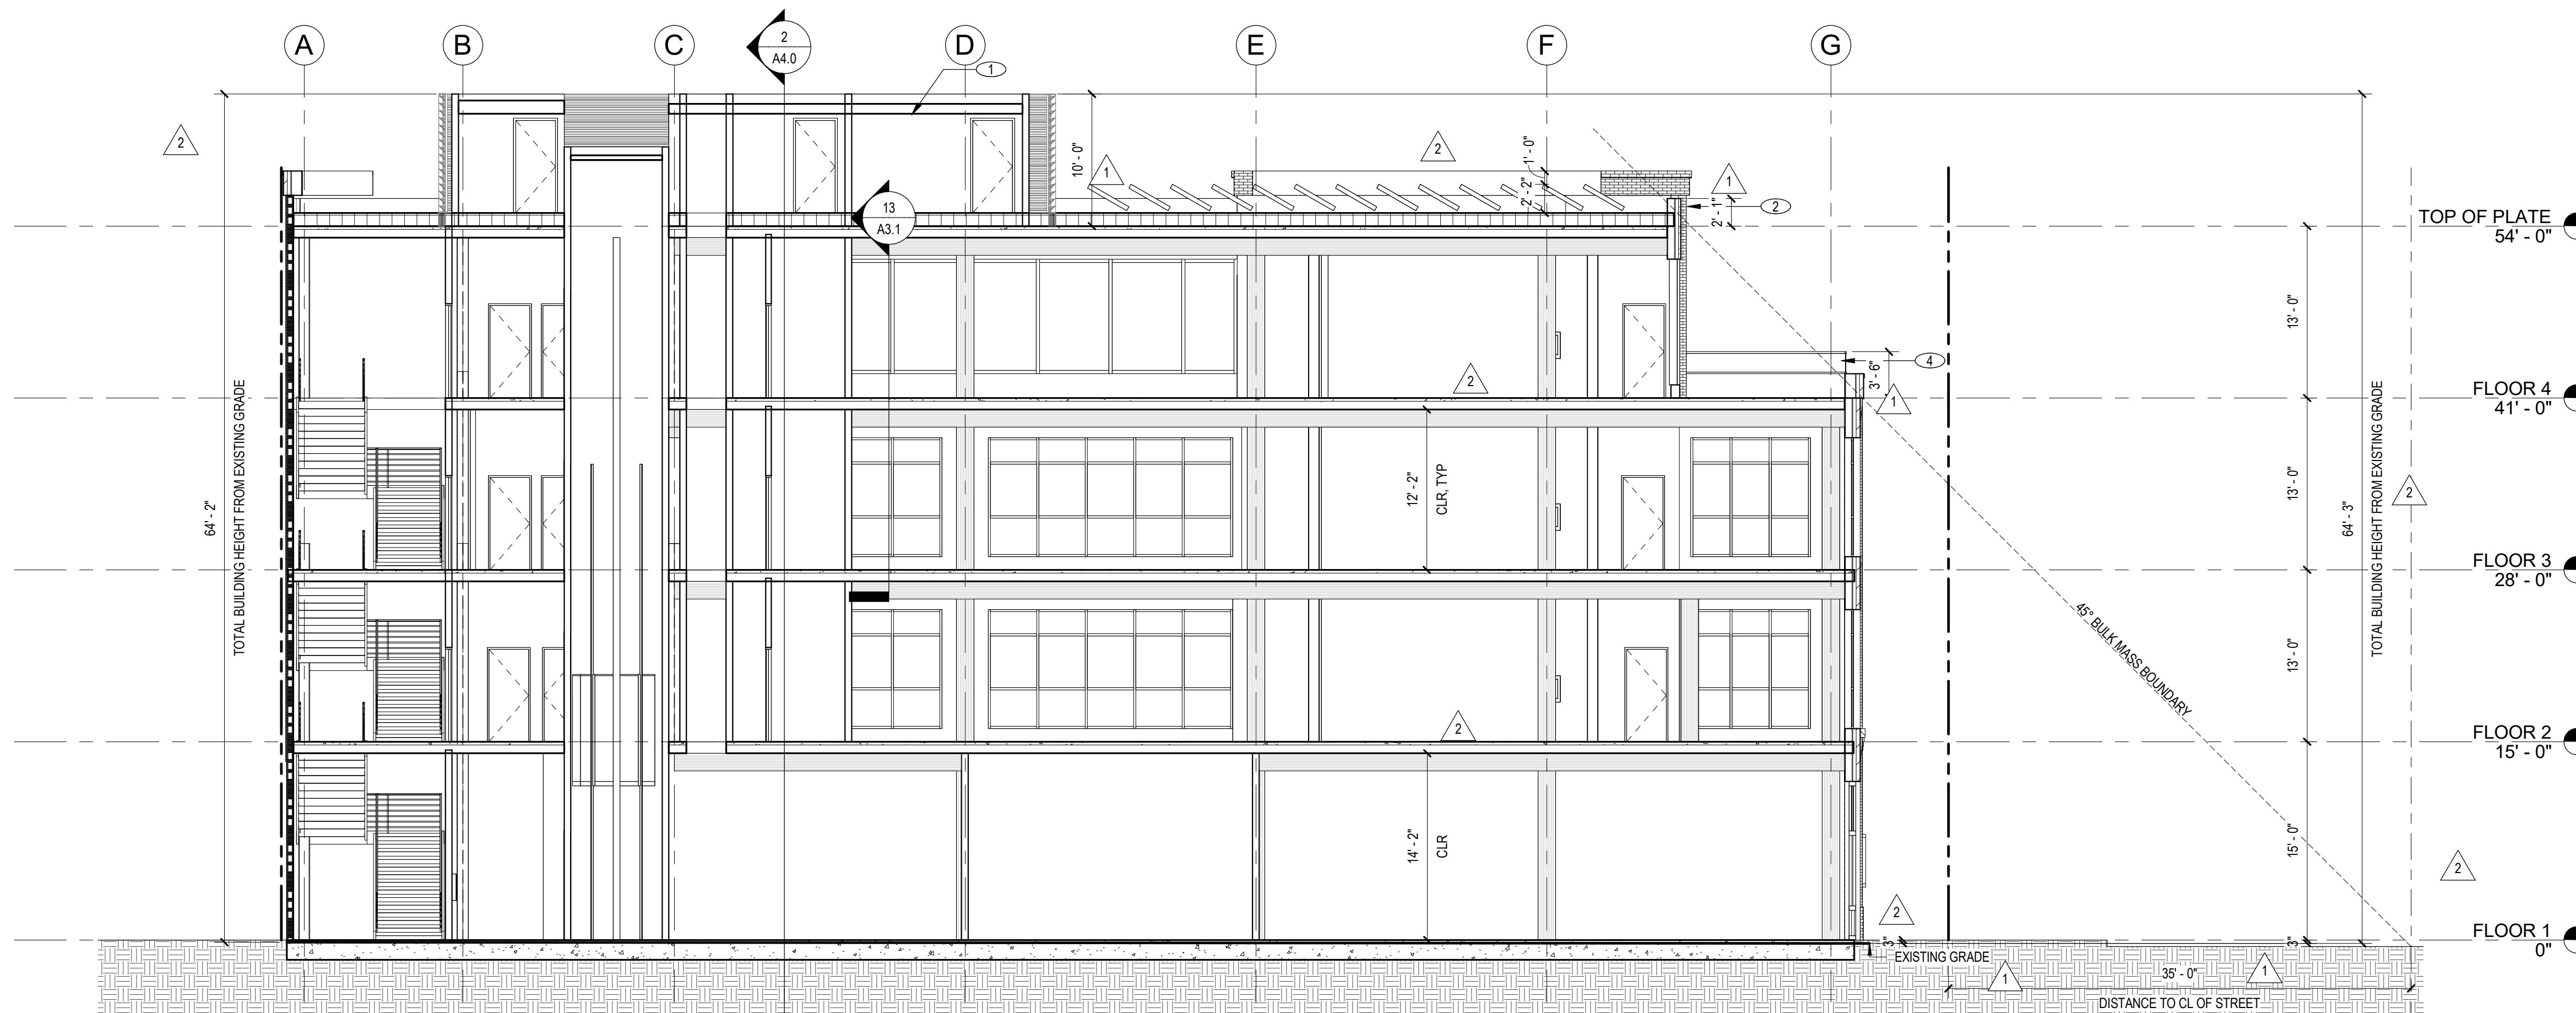 A
B
C
2
A4.0
D
E
F
G
1
2
10' - 0"
1
2
1' - 0"
2' - 2"
1
2' - 1"
2
13
A3.1
TOP OF PLATE
54' - 0"
13' - 0"
4
3' - 6"
1
2
FLOOR 4
41' - 0"
64' - 2"
TOTAL BUILDING HEIGHT FROM EXISTING GRADE
12' - 2"
CLR, TYP
13' - 0"
64' - 3"
TOTAL BUILDING HEIGHT FROM EXISTING GRADE
2
FLOOR 3
28' - 0"
45° BULK MASS BOUNDARY
13' - 0"
2
FLOOR 2
15' - 0"
14' - 2"
CLR
15' - 0"
2
2
FLOOR 1
0"
3"
3"
EXISTING GRADE
1
35' - 0"
1
DISTANCE TO CL OF STREET